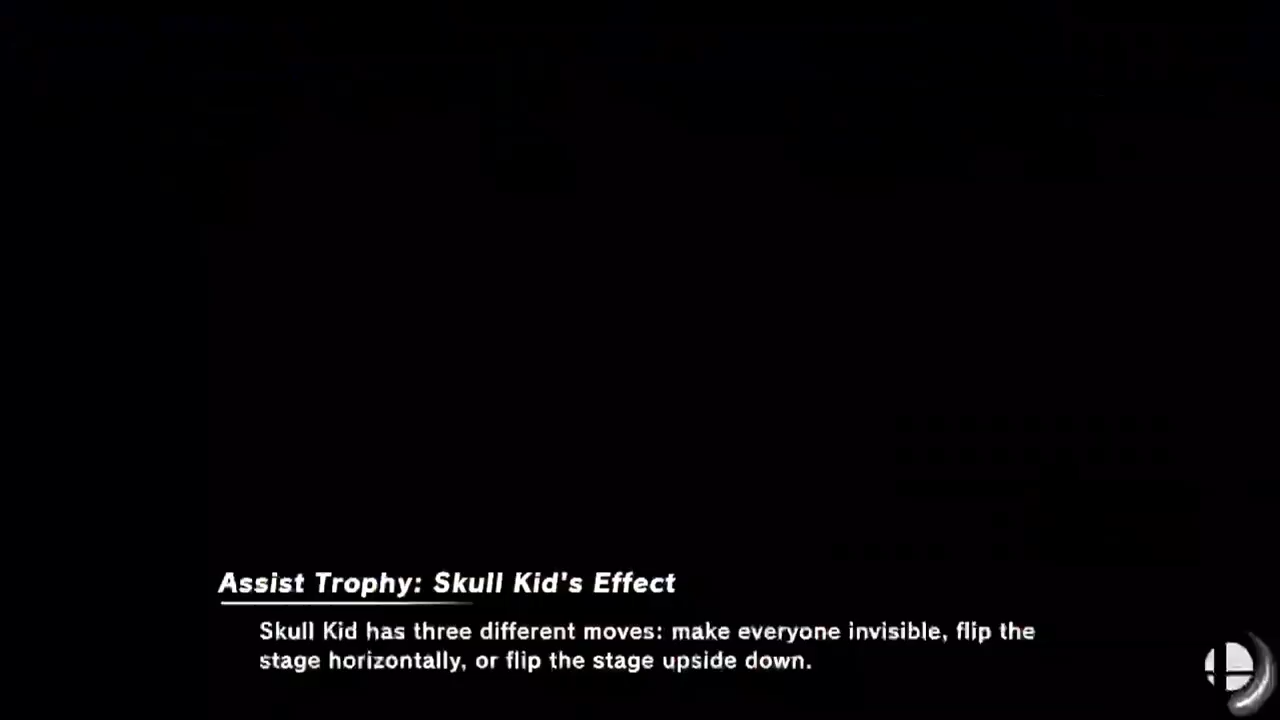 Assist Trophy: Skull Kid's Effect
Skull Kid has three different moves: make everyone invisible, flip the
stage horizontally, or flip the stage upside down.